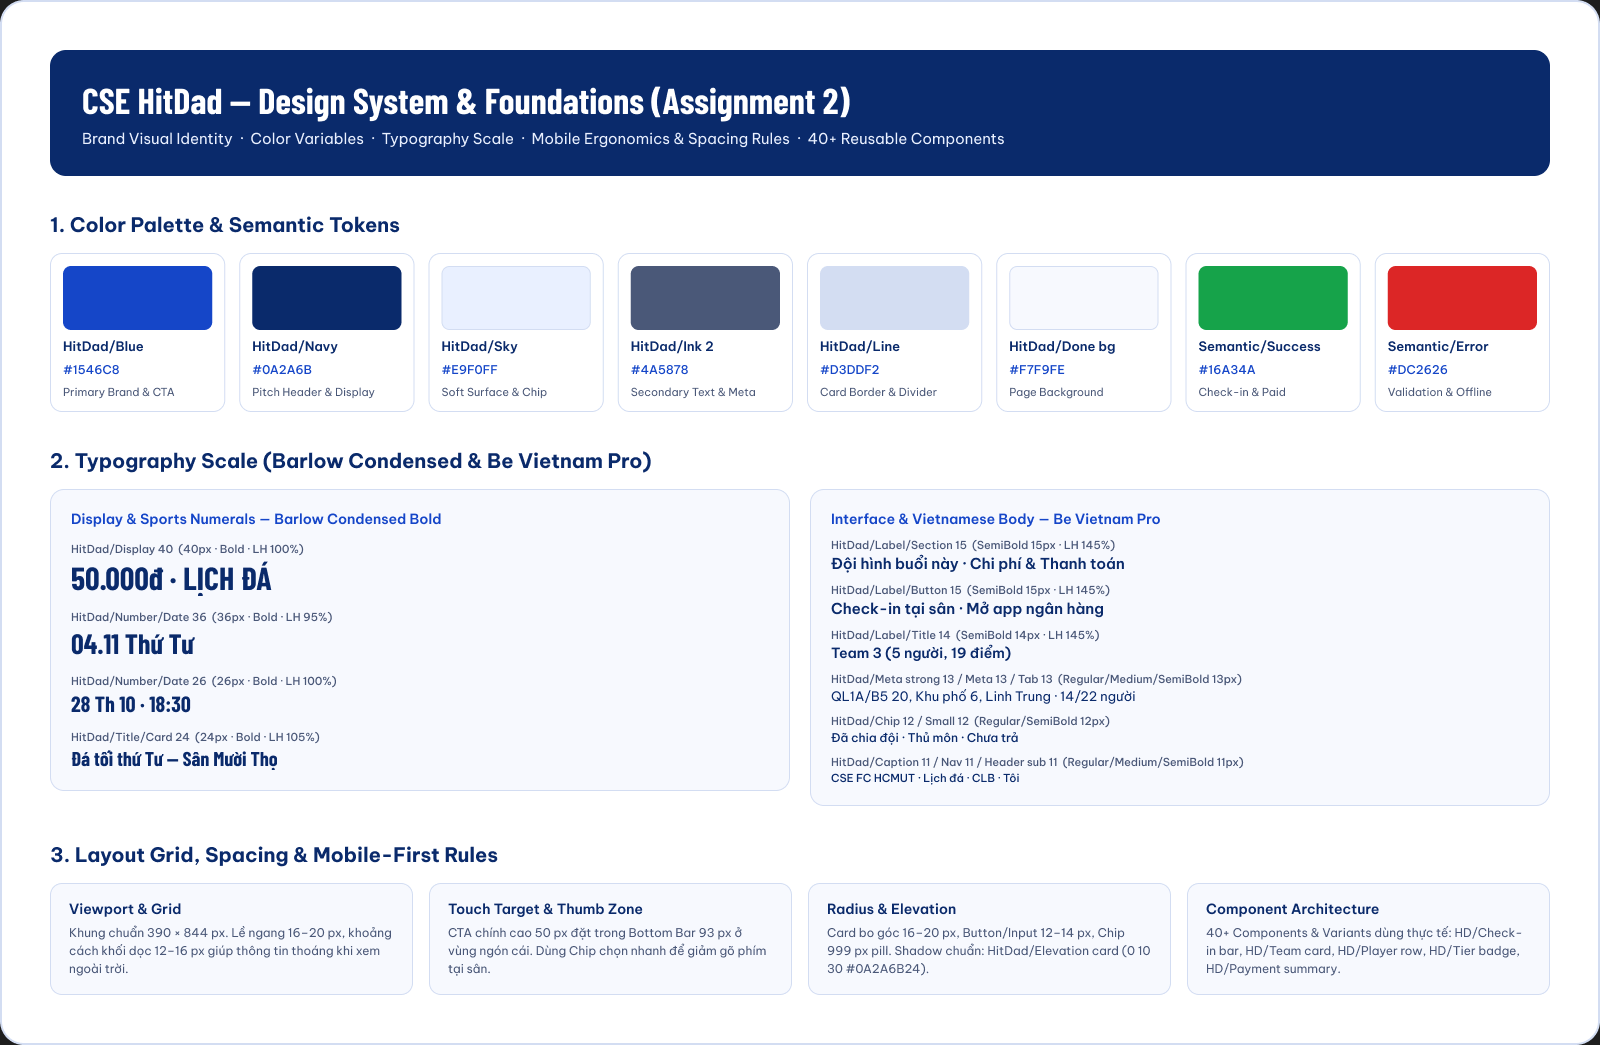 CSE HitDad — Design System & Foundations (Assignment 2)
Brand Visual Identity · Color Variables · Typography Scale · Mobile Ergonomics & Spacing Rules · 40+ Reusable Components
1. Color Palette & Semantic Tokens
HitDad/Blue
#1546C8
Primary Brand & CTA
HitDad/Navy
#0A2A6B
Pitch Header & Display
HitDad/Sky
#E9F0FF
Soft Surface & Chip
HitDad/Ink 2
#4A5878
Secondary Text & Meta
HitDad/Line
#D3DDF2
Card Border & Divider
HitDad/Done bg
#F7F9FE
Page Background
Semantic/Success
#16A34A
Check-in & Paid
Semantic/Error
#DC2626
Validation & Offline
2. Typography Scale (Barlow Condensed & Be Vietnam Pro)
Display & Sports Numerals — Barlow Condensed Bold
HitDad/Display 40 (40px · Bold · LH 100%)
50.000đ · LỊCH ĐÁ
HitDad/Number/Date 36 (36px · Bold · LH 95%)
04.11 Thứ Tư
HitDad/Number/Date 26 (26px · Bold · LH 100%)
28 Th 10 · 18:30
HitDad/Title/Card 24 (24px · Bold · LH 105%)
Đá tối thứ Tư — Sân Mười Thọ
Interface & Vietnamese Body — Be Vietnam Pro
HitDad/Label/Section 15 (SemiBold 15px · LH 145%)
Đội hình buổi này · Chi phí & Thanh toán
HitDad/Label/Button 15 (SemiBold 15px · LH 145%)
Check-in tại sân · Mở app ngân hàng
HitDad/Label/Title 14 (SemiBold 14px · LH 145%)
Team 3 (5 người, 19 điểm)
HitDad/Meta strong 13 / Meta 13 / Tab 13 (Regular/Medium/SemiBold 13px)
QL1A/B5 20, Khu phố 6, Linh Trung · 14/22 người
HitDad/Chip 12 / Small 12 (Regular/SemiBold 12px)
Đã chia đội · Thủ môn · Chưa trả
HitDad/Caption 11 / Nav 11 / Header sub 11 (Regular/Medium/SemiBold 11px)
CSE FC HCMUT · Lịch đá · CLB · Tôi
3. Layout Grid, Spacing & Mobile-First Rules
Viewport & Grid
Khung chuẩn 390 × 844 px. Lề ngang 16–20 px, khoảng
cách khối dọc 12–16 px giúp thông tin thoáng khi xem
ngoài trời.
Touch Target & Thumb Zone
CTA chính cao 50 px đặt trong Bottom Bar 93 px ở
vùng ngón cái. Dùng Chip chọn nhanh để giảm gõ phím
tại sân.
Radius & Elevation
Card bo góc 16–20 px, Button/Input 12–14 px, Chip
999 px pill. Shadow chuẩn: HitDad/Elevation card (0 10
30 #0A2A6B24).
Component Architecture
40+ Components & Variants dùng thực tế: HD/Check-
in bar, HD/Team card, HD/Player row, HD/Tier badge,
HD/Payment summary.